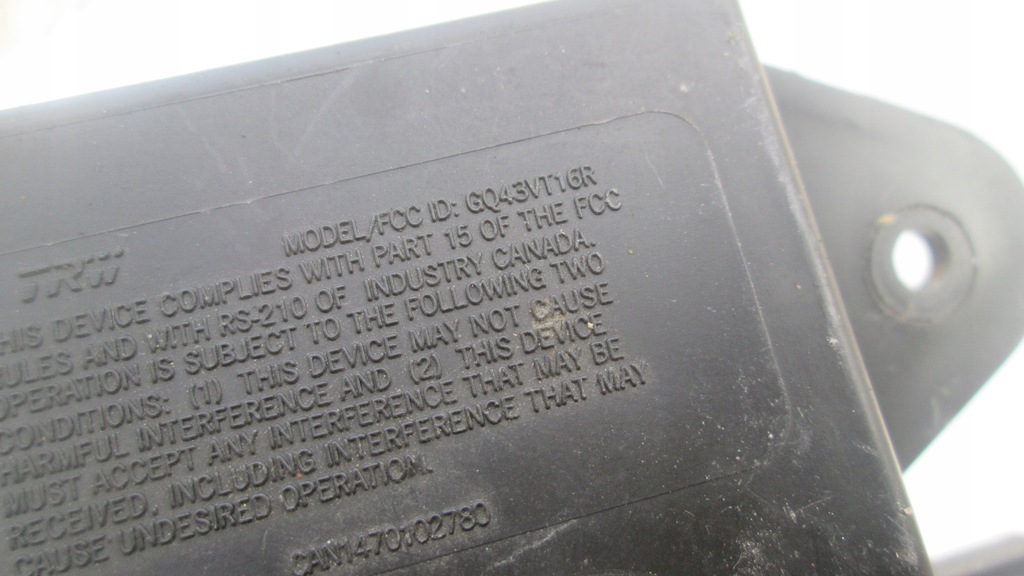 TRW
MODEL/FCC ID: GQ43VT16R
THIS DEVICE COMPLIES WITH PART 15 OF THE FCC
RULES AND WITH RS-210 OF INDUSTRY CANADA.
OPERATION IS SUBJECT TO THE FOLLOWING TWO
CONDITIONS: (1) THIS DEVICE MAY NOT CAUSE
HARMFUL INTERFERENCE AND (2) THIS DEVICE
MUST ACCEPT ANY INTERFERENCE THAT MAY BE
RECEIVED, INCLUDING INTERFERENCE THAT MAY
CAUSE UNDESIRED OPERATION.
CAN1470102780